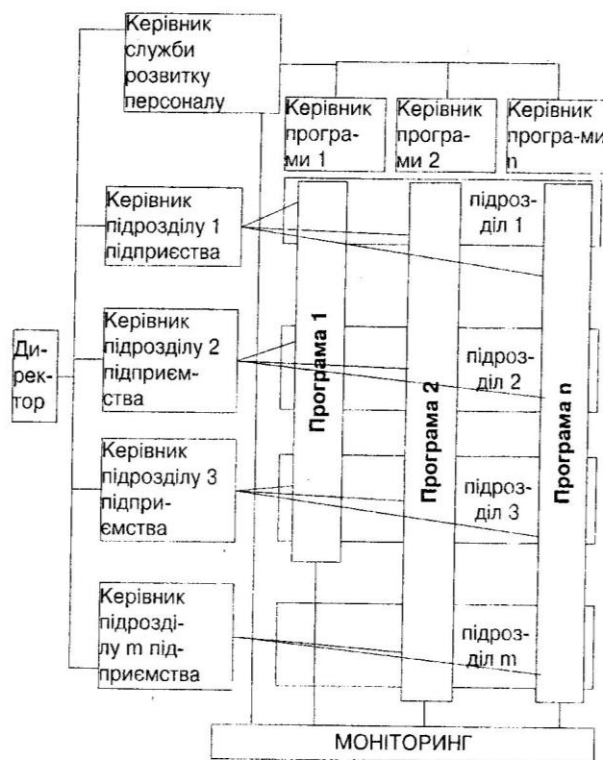 Керівник
служби
розвитку
персоналу
Керівник
програ-
ми 1
Керівник
програ-
ми 2
Керівник
програ-ми
n
Керівник
підрозділу 1
підприєства
підроз-
діл 1
Ди-
рек-
тор
Керівник
підрозділу 2
підприєм-
ства
підроз-
діл 2
Програма 1
Програма 2
Програма n
Керівник
підрозділу 3
підпри-
ємства
підроз-
діл 3
Керівник
підрозді-
лу m під-
приємства
підроз-
діл m
МОНІТОРИНГ